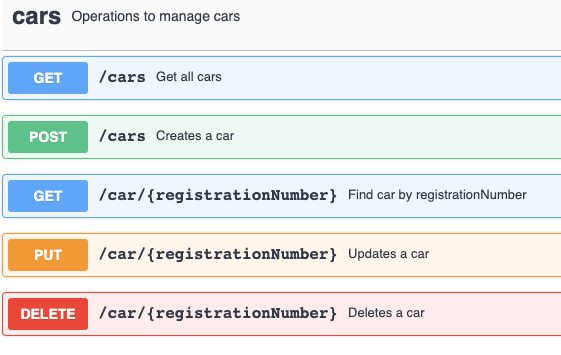 cars Operations to manage cars
GET /cars Get all cars
POST /cars Creates a car
GET /car/{registrationNumber} Find car by registrationNumber
PUT /car/{registrationNumber} Updates a car
DELETE /car/{registrationNumber} Deletes a car